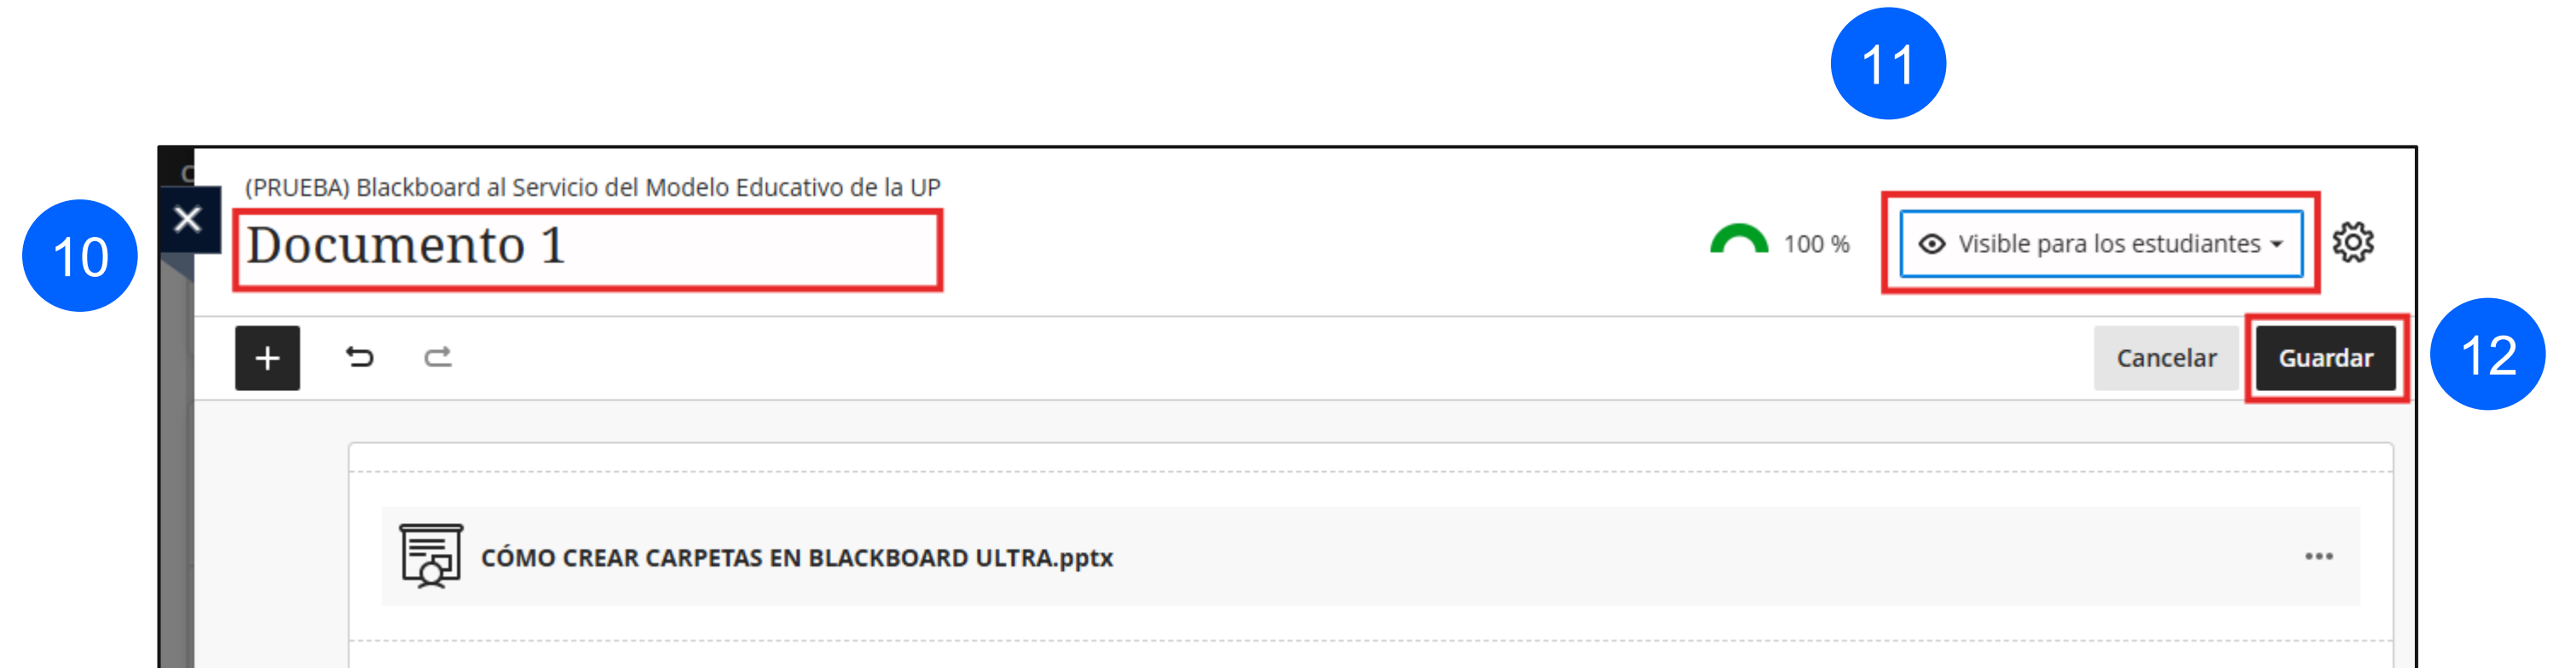 11
(PRUEBA) Blackboard al Servicio del Modelo Educativo de la UP
10
Documento 1
100 %
Visible para los estudiantes
Cancelar
Guardar
12
CÓMO CREAR CARPETAS EN BLACKBOARD ULTRA.pptx